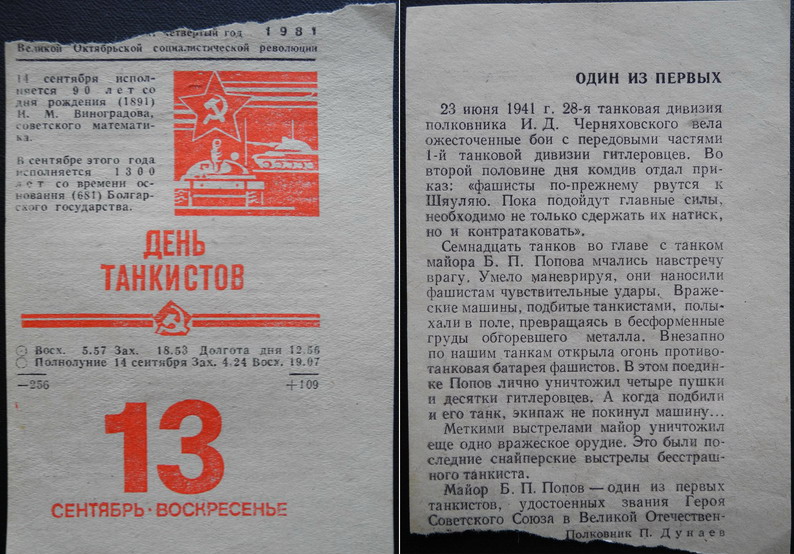 четвертый год 1981
Великой Октябрьской социалистической революции
14 сентября испол-
няется 90 лет со
дня рождения (1891)
И. М. Виноградова,
советского математи-
ка.
В сентябре этого года
исполняется 1300
лет со времени ос-
нования (681) Болгар-
ского государства.
ДЕНЬ
ТАНКИСТОВ
Восх. 5.57 Зах. 18.53 Долгота дня 12.56
Полнолуние 14 сентября Зах. 4.24 Восх. 19.07
—256 +109
13
СЕНТЯБРЬ · ВОСКРЕСЕНЬЕ
ОДИН ИЗ ПЕРВЫХ
23 июня 1941 г. 28-я танковая дивизия
полковника И. Д. Черняховского вела
ожесточенные бои с передовыми частями
1-й танковой дивизии гитлеровцев. Во
второй половине дня комдив отдал при-
каз: «фашисты по-прежнему рвутся к
Шяуляю. Пока подойдут главные силы,
необходимо не только сдержать их натиск,
но и контратаковать».
Семнадцать танков во главе с танком
майора Б. П. Попова мчались навстречу
врагу. Умело маневрируя, они наносили
фашистам чувствительные удары. Враже-
ские машины, подбитые танкистами, полы-
хали в поле, превращаясь в бесформенные
груды обгоревшего металла. Внезапно
по нашим танкам открыла огонь противо-
танковая батарея фашистов. В этом поедин-
ке Попов лично уничтожил четыре пушки
и десятки гитлеровцев. А когда подбили
и его танк, экипаж не покинул машину...
Меткими выстрелами майор уничтожил
еще одно вражеское орудие. Это были по-
следние снайперские выстрелы бесстраш-
ного танкиста.
Майор Б. П. Попов — один из первых
танкистов, удостоенных звания Героя
Советского Союза в Великой Отечествен-
Полковник П. Дунаев